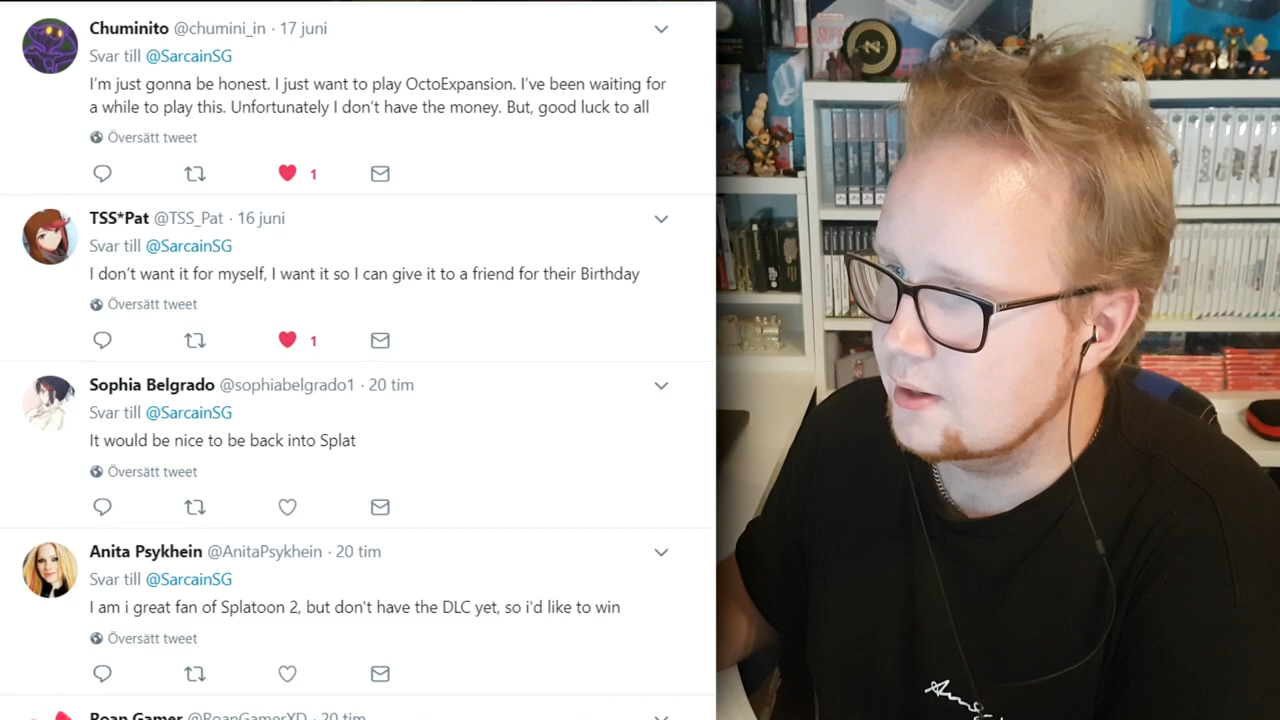 Chuminito @chumini_in · 17 juni
Svar till @SarcainSG
I'm just gonna be honest. I just want to play OctoExpansion. I've been waiting for
a while to play this. Unfortunately I don't have the money. But, good luck to all
Översätt tweet
1
TSS*Pat @TSS_Pat · 16 juni
Svar till @SarcainSG
I don't want it for myself, I want it so I can give it to a friend for their Birthday
Översätt tweet
1
Sophia Belgrado @sophiabelgrado1 · 20 tim
Svar till @SarcainSG
It would be nice to be back into Splat
Översätt tweet
Anita Psykhein @AnitaPsykhein · 20 tim
Svar till @SarcainSG
I am i great fan of Splatoon 2, but don't have the DLC yet, so i'd like to win
Översätt tweet
Roan Gamer @RoanGamerXD · 20 tim